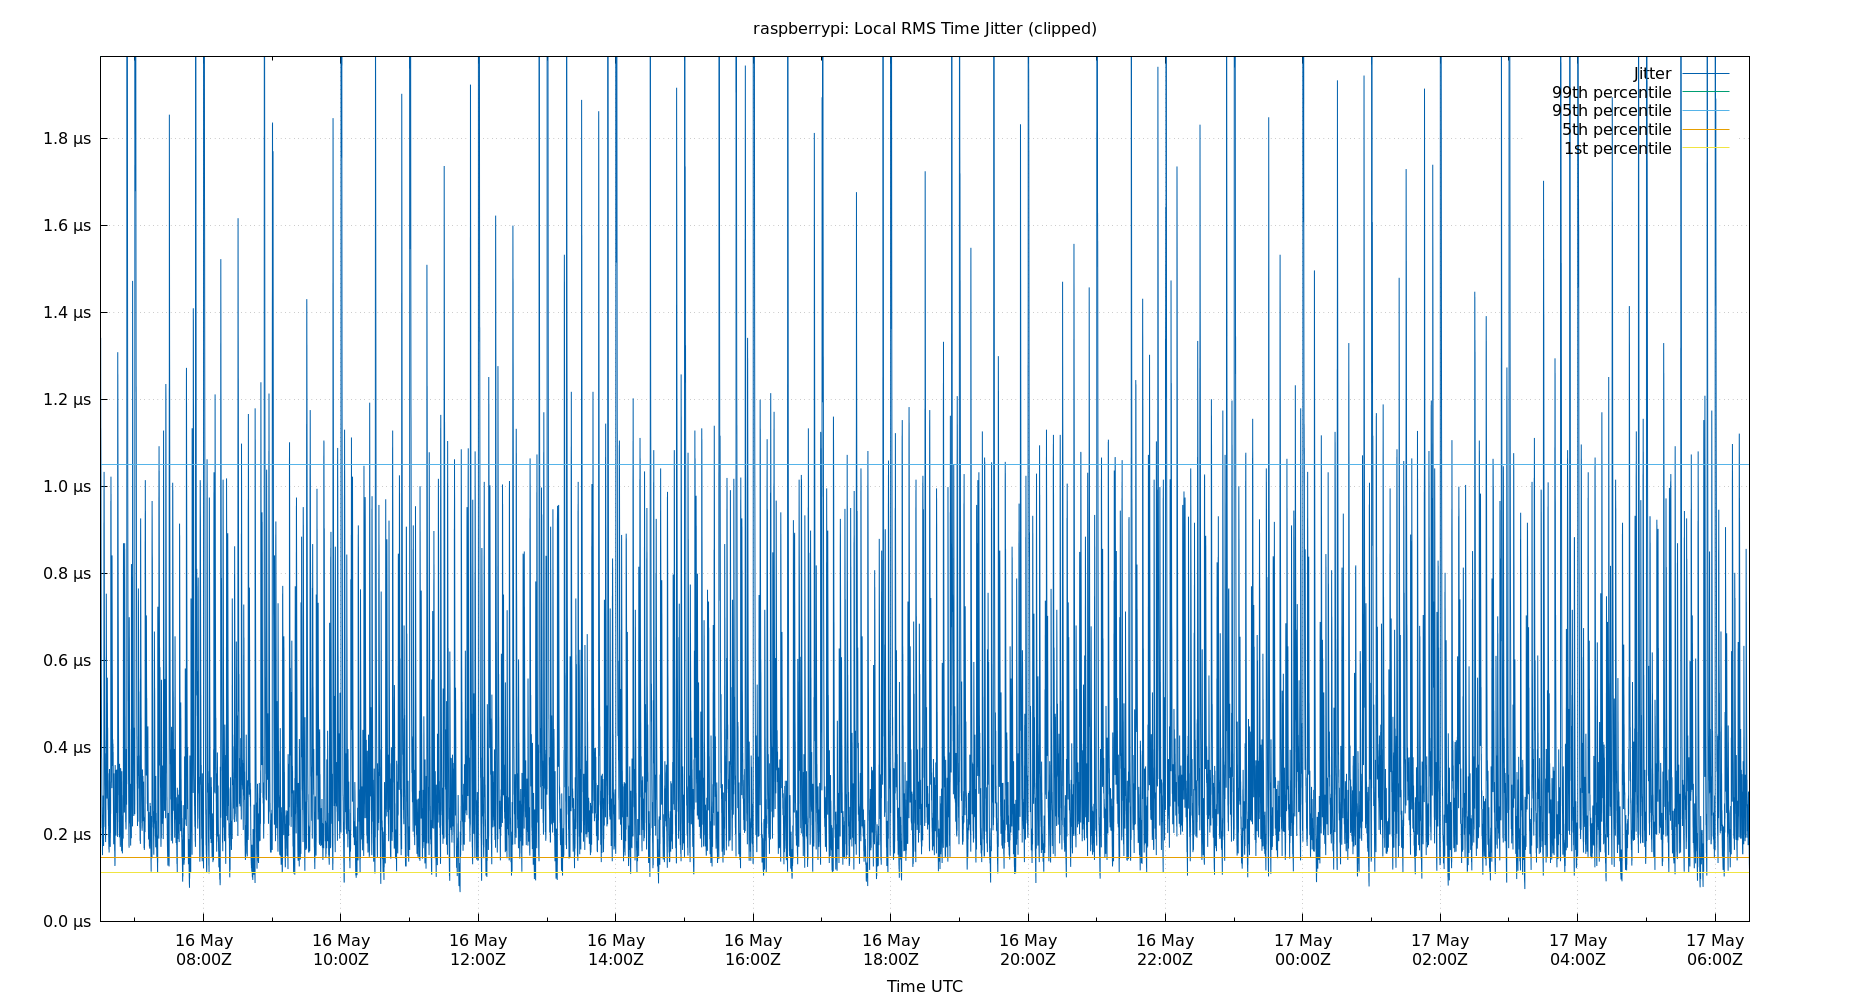 raspberrypi: Local RMS Time Jitter (clipped)
Jitter
99th percentile
95th percentile
5th percentile
1st percentile
1.8 μs
1.6 μs
1.4 μs
1.2 μs
1.0 μs
0.8 μs
0.6 μs
0.4 μs
0.2 μs
0.0 μs
16 May 16 May 16 May 16 May 16 May 16 May 16 May 16 May 17 May 17 May 17 May 17 May
08:00Z 10:00Z 12:00Z 14:00Z 16:00Z 18:00Z 20:00Z 22:00Z 00:00Z 02:00Z 04:00Z 06:00Z
Time UTC